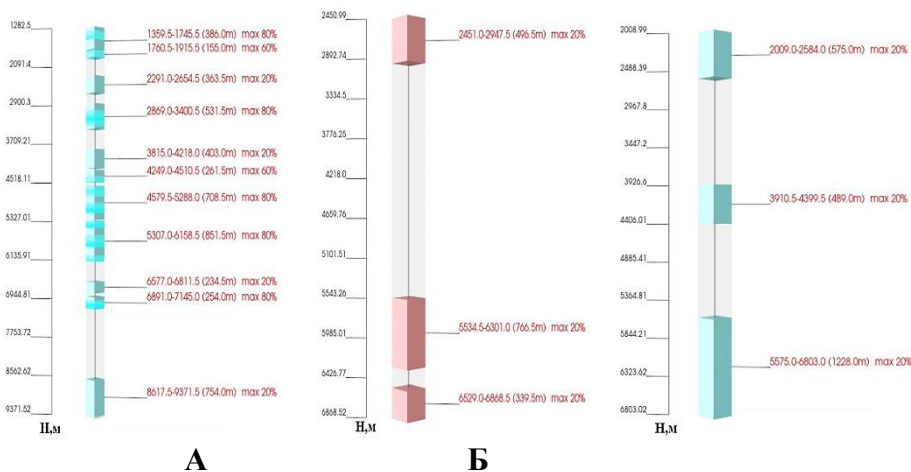 1282.5
2091.4
2900.3
3709.21
4518.11
5327.01
6135.91
6944.81
7753.72
8562.62
9371.52
Н,м
1359.5-1745.5 (386.0m) max 80%
1760.5-1915.5 (155.0m) max 60%
2291.0-2654.5 (363.5m) max 20%
2869.0-3400.5 (531.5m) max 80%
3815.0-4218.0 (403.0m) max 20%
4249.0-4510.5 (261.5m) max 60%
4579.5-5288.0 (708.5m) max 80%
5307.0-6158.5 (851.5m) max 80%
6577.0-6811.5 (234.5m) max 20%
6891.0-7145.0 (254.0m) max 80%
8617.5-9371.5 (754.0m) max 20%
А
2450.99
2892.74
3334.5
3776.25
4218.0
4659.76
5101.51
5543.26
5985.01
6426.77
6868.52
Н,м
2451.0-2947.5 (496.5m) max 20%
5534.5-6301.0 (766.5m) max 20%
6529.0-6868.5 (339.5m) max 20%
Б
2008.99
2488.39
2967.8
3447.2
3926.6
4406.01
4885.41
5364.81
5844.21
6323.62
6803.02
Н,м
2009.0-2584.0 (575.0m) max 20%
3910.5-4399.5 (489.0m) max 20%
5575.0-6803.0 (1228.0m) max 20%